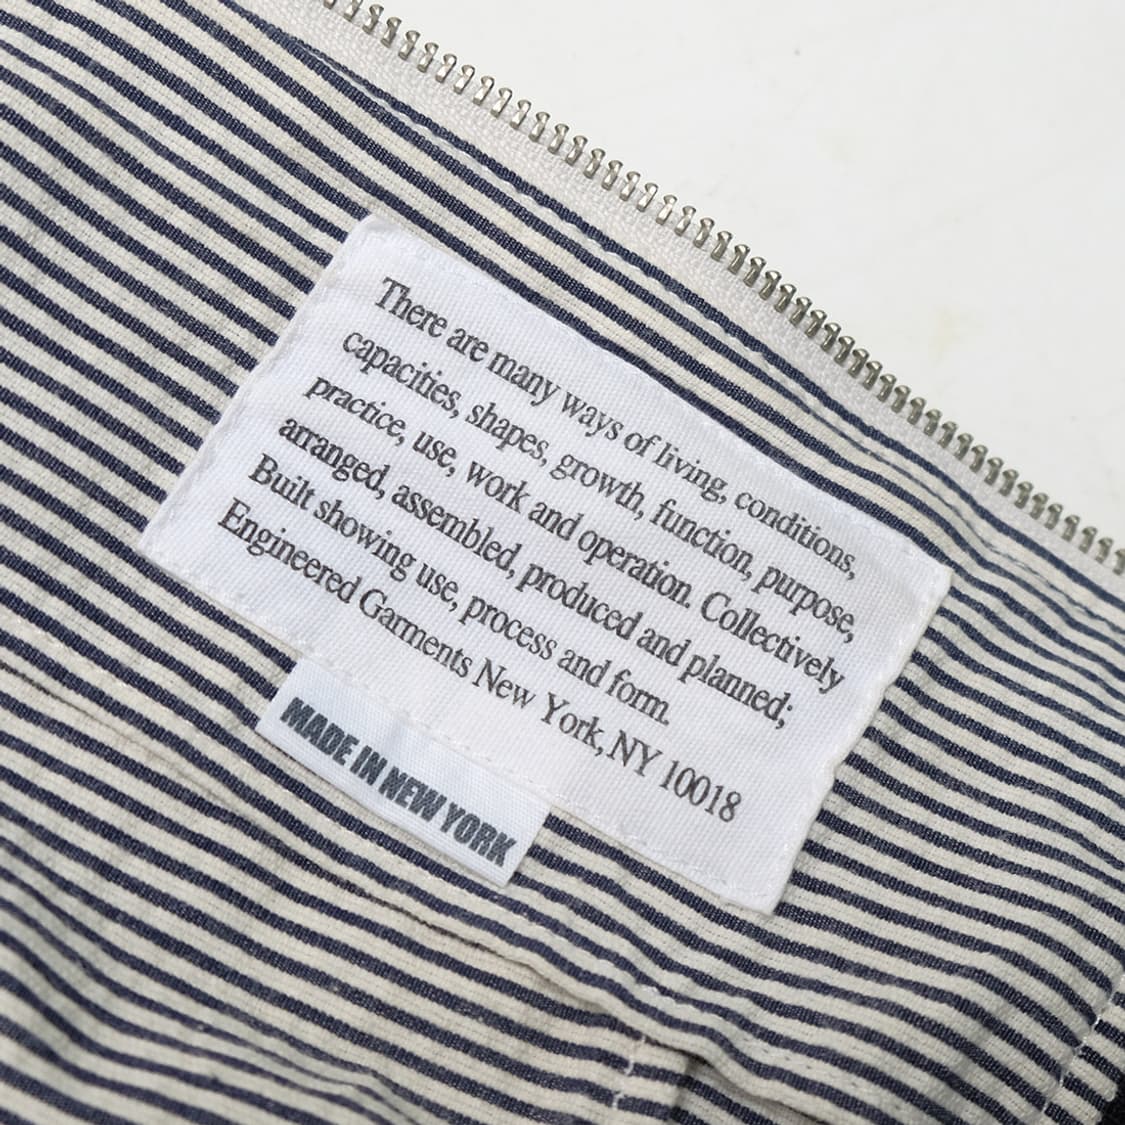 There are many ways of living, conditions,
capacities, shapes, growth, function, purpose,
practice, use, work and operation. Collectively
arranged, assembled, produced and planned;
Built showing use, process and form.
Engineered Garments New York, NY 10018
MADE IN NEW YORK